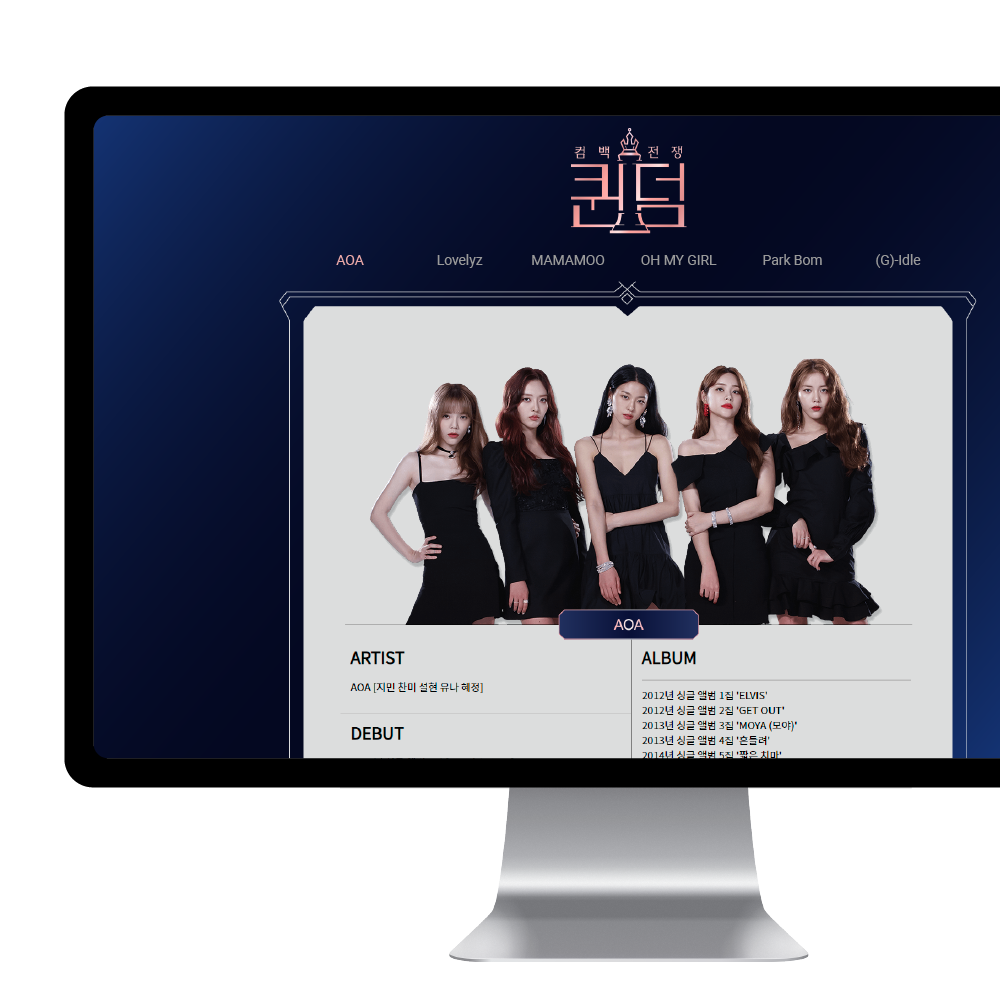 컴백 전쟁
퀸덤
AOA Lovelyz MAMAMOO OH MY GIRL Park Bom (G)-Idle
AOA
ARTIST
AOA [지민 찬미 설현 유나 혜정]
DEBUT
ALBUM
2012년 싱글 앨범 1집 'ELVIS'
2012년 싱글 앨범 2집 'GET OUT'
2013년 싱글 앨범 3집 'MOYA (모야)'
2013년 싱글 앨범 4집 '흔들려'
2014년 싱글 앨범 5집 '짧은 치마'